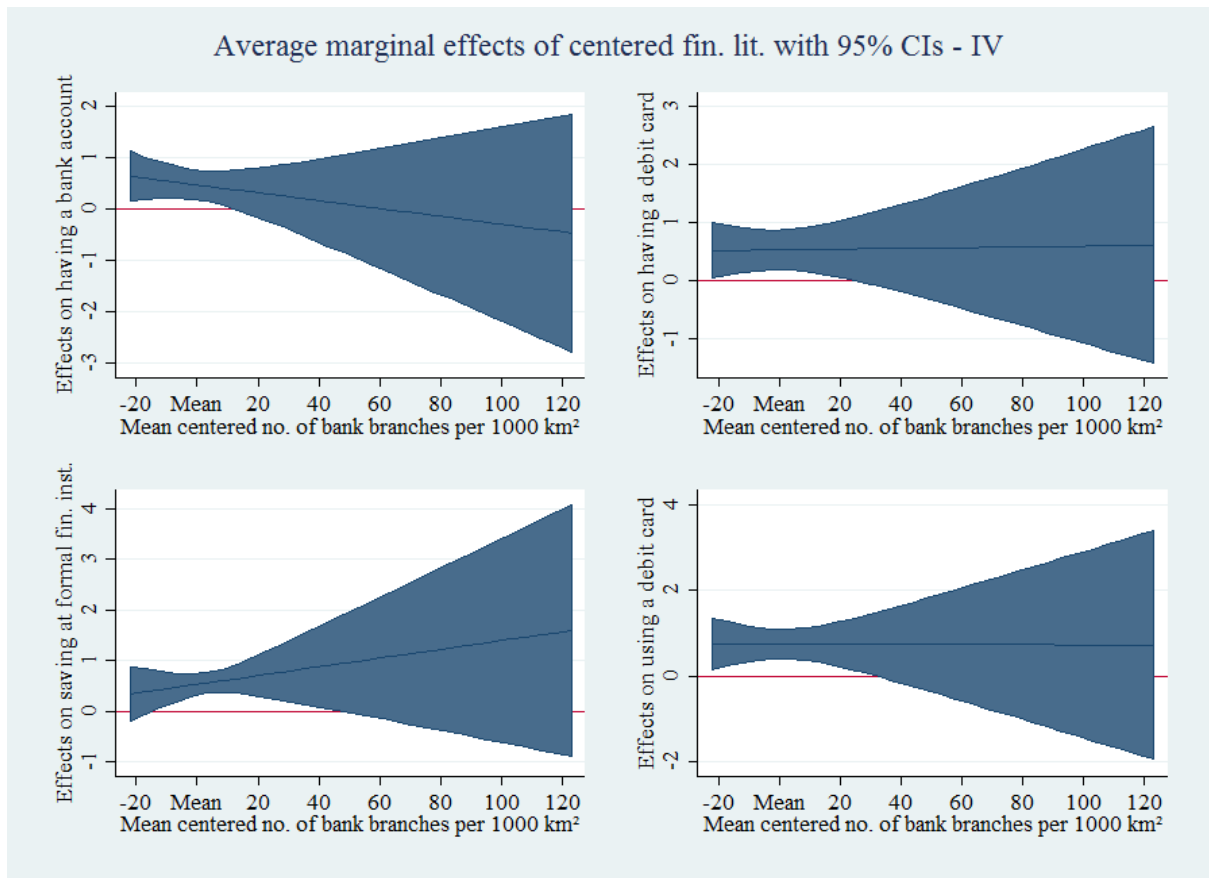 Average marginal effects of centered fin. lit. with 95% CIs - IV
Effects on having a bank account
2
1
0
-1
-2
-3
-20 Mean 20 40 60 80 100 120
Mean centered no. of bank branches per 1000 km²
Effects on having a debit card
3
2
1
0
-1
-20 Mean 20 40 60 80 100 120
Mean centered no. of bank branches per 1000 km²
Effects on saving at formal fin. inst.
4
3
2
1
0
-1
-20 Mean 20 40 60 80 100 120
Mean centered no. of bank branches per 1000 km²
Effects on using a debit card
4
2
0
-2
-20 Mean 20 40 60 80 100 120
Mean centered no. of bank branches per 1000 km²